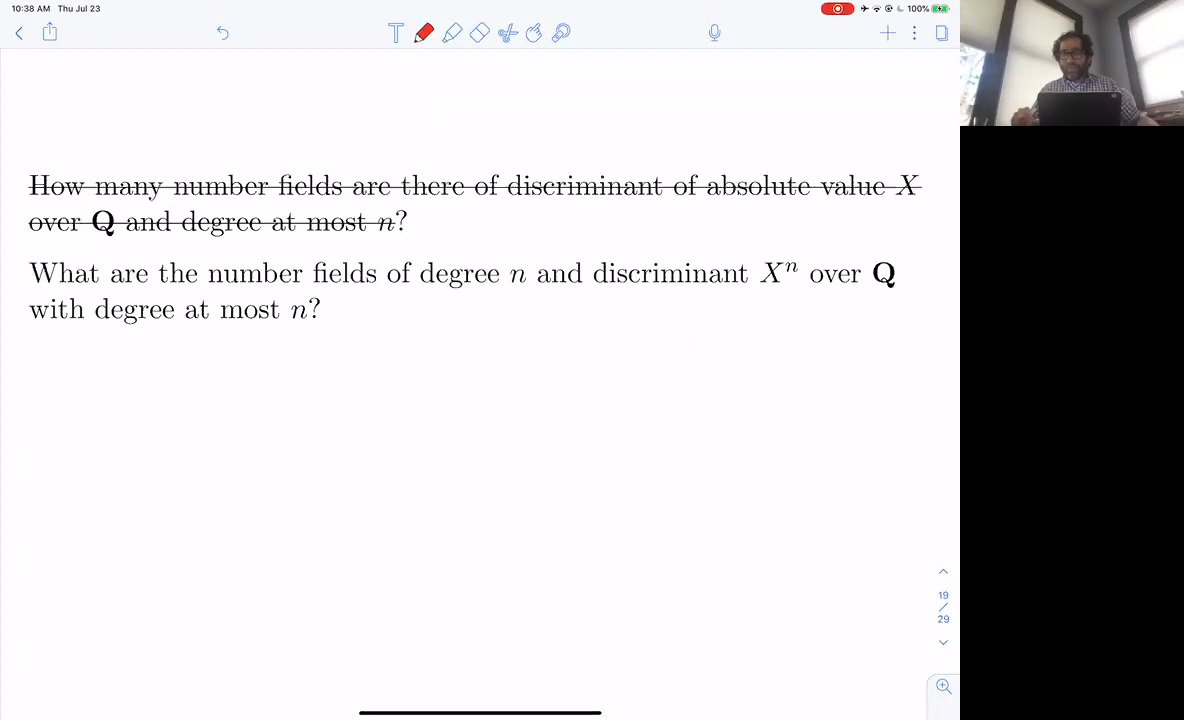 10:38 AM Thu Jul 23
100%
How many number fields are there of discriminant of absolute value X
over Q and degree at most n?
What are the number fields of degree n and discriminant Xⁿ over Q
with degree at most n?
19
/
29